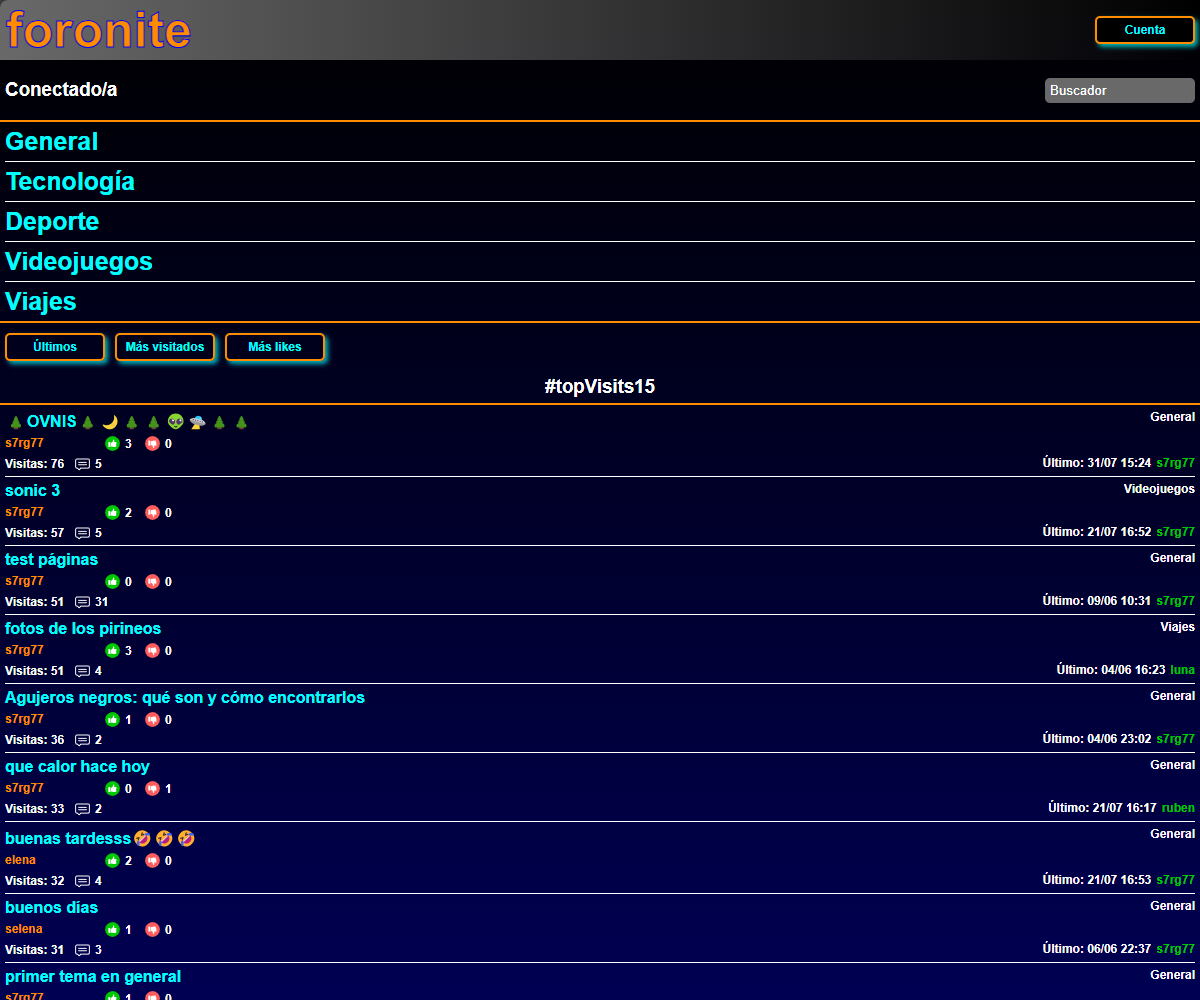 foronite
Cuenta
Conectado/a
Buscador
General
Tecnología
Deporte
Videojuegos
Viajes
Últimos Más visitados Más likes
#topVisits15
🌲OVNIS🌲🌙🌲🌲👽🛸🌲🌲 General
s7rg77 3 0
Visitas: 76 5 Último: 31/07 15:24 s7rg77
sonic 3 Videojuegos
s7rg77 2 0
Visitas: 57 5 Último: 21/07 16:52 s7rg77
test páginas General
s7rg77 0 0
Visitas: 51 31 Último: 09/06 10:31 s7rg77
fotos de los pirineos Viajes
s7rg77 3 0
Visitas: 51 4 Último: 04/06 16:23 luna
Agujeros negros: qué son y cómo encontrarlos General
s7rg77 1 0
Visitas: 36 2 Último: 04/06 23:02 s7rg77
que calor hace hoy General
s7rg77 0 1
Visitas: 33 2 Último: 21/07 16:17 ruben
buenas tardesss🤣🤣🤣 General
elena 2 0
Visitas: 32 4 Último: 21/07 16:53 s7rg77
buenos días General
selena 1 0
Visitas: 31 3 Último: 06/06 22:37 s7rg77
primer tema en general General
s7rg77 1 0